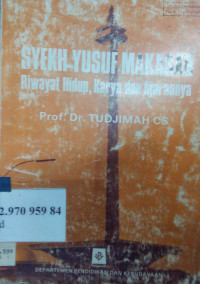 SYEKH YUSUF MAKASAR
Riwayat Hidup, Karya dan Ajarannya
Prof. Dr. TUDJIMAH CS
2.970 959 84
d
DEPARTEMEN PENDIDIKAN DAN KEBUDAYAAN